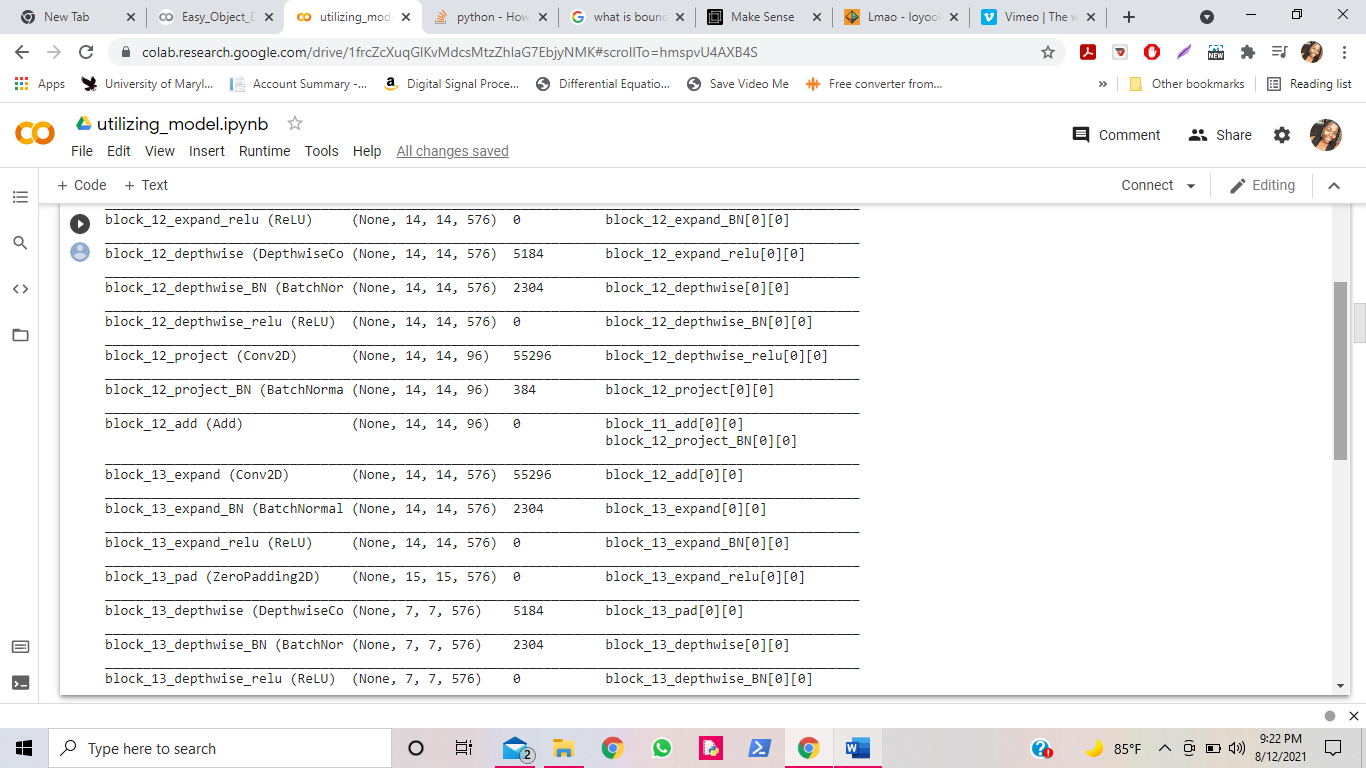 New Tab
Easy_Object_D
utilizing_mod
python - How
what is boun
Make Sense
Lmao - loyool
Vimeo | The w
colab.research.google.com/drive/1frcZcXuqGlKvMdcsMtzZhlaG7EbjyNMK#scrollTo=hmspvU4AXB4S
NEW
Apps
University of Maryl...
Account Summary -...
Digital Signal Proce...
Differential Equatio...
Save Video Me
Free converter from...
»
Other bookmarks
Reading list
utilizing_model.ipynb
Comment
Share
File Edit View Insert Runtime Tools Help All changes saved
+ Code + Text
Connect
Editing
block_12_expand_relu (ReLU) (None, 14, 14, 576) 0 block_12_expand_BN[0][0]
block_12_depthwise (DepthwiseCo (None, 14, 14, 576) 5184 block_12_expand_relu[0][0]
block_12_depthwise_BN (BatchNor (None, 14, 14, 576) 2304 block_12_depthwise[0][0]
block_12_depthwise_relu (ReLU) (None, 14, 14, 576) 0 block_12_depthwise_BN[0][0]
block_12_project (Conv2D) (None, 14, 14, 96) 55296 block_12_depthwise_relu[0][0]
block_12_project_BN (BatchNorma (None, 14, 14, 96) 384 block_12_project[0][0]
block_12_add (Add) (None, 14, 14, 96) 0 block_11_add[0][0]
block_12_project_BN[0][0]
block_13_expand (Conv2D) (None, 14, 14, 576) 55296 block_12_add[0][0]
block_13_expand_BN (BatchNormal (None, 14, 14, 576) 2304 block_13_expand[0][0]
block_13_expand_relu (ReLU) (None, 14, 14, 576) 0 block_13_expand_BN[0][0]
block_13_pad (ZeroPadding2D) (None, 15, 15, 576) 0 block_13_expand_relu[0][0]
block_13_depthwise (DepthwiseCo (None, 7, 7, 576) 5184 block_13_pad[0][0]
block_13_depthwise_BN (BatchNor (None, 7, 7, 576) 2304 block_13_depthwise[0][0]
block_13_depthwise_relu (ReLU) (None, 7, 7, 576) 0 block_13_depthwise_BN[0][0]
Type here to search
2
85°F
9:22 PM
8/12/2021